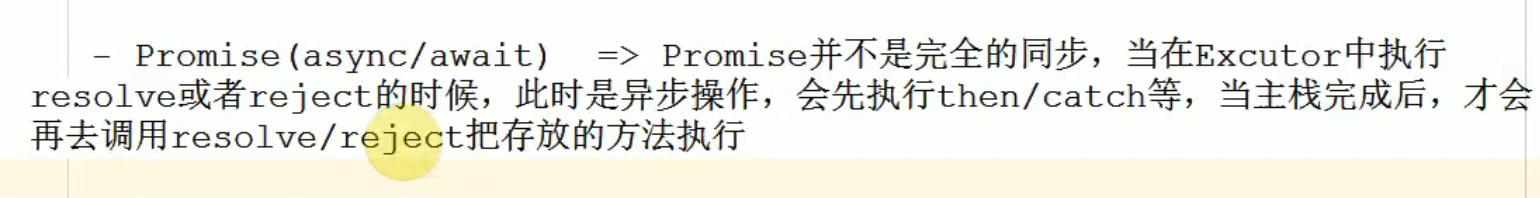 - Promise(async/await) => Promise并不是完全的同步，当在Excutor中执行
resolve或者reject的时候，此时是异步操作，会先执行then/catch等，当主栈完成后，才会
再去调用resolve/reject把存放的方法执行